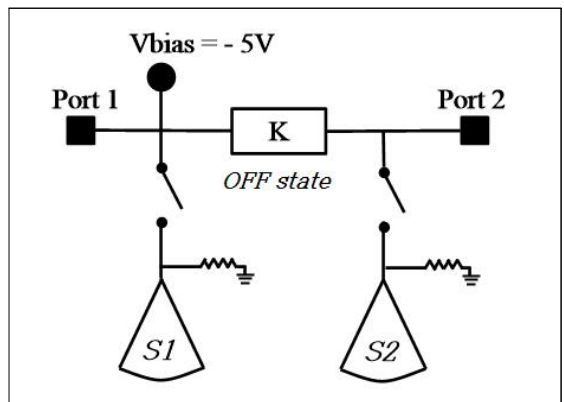 Vbias = - 5V
Port 1
Port 2
K
OFF state
S1
S2